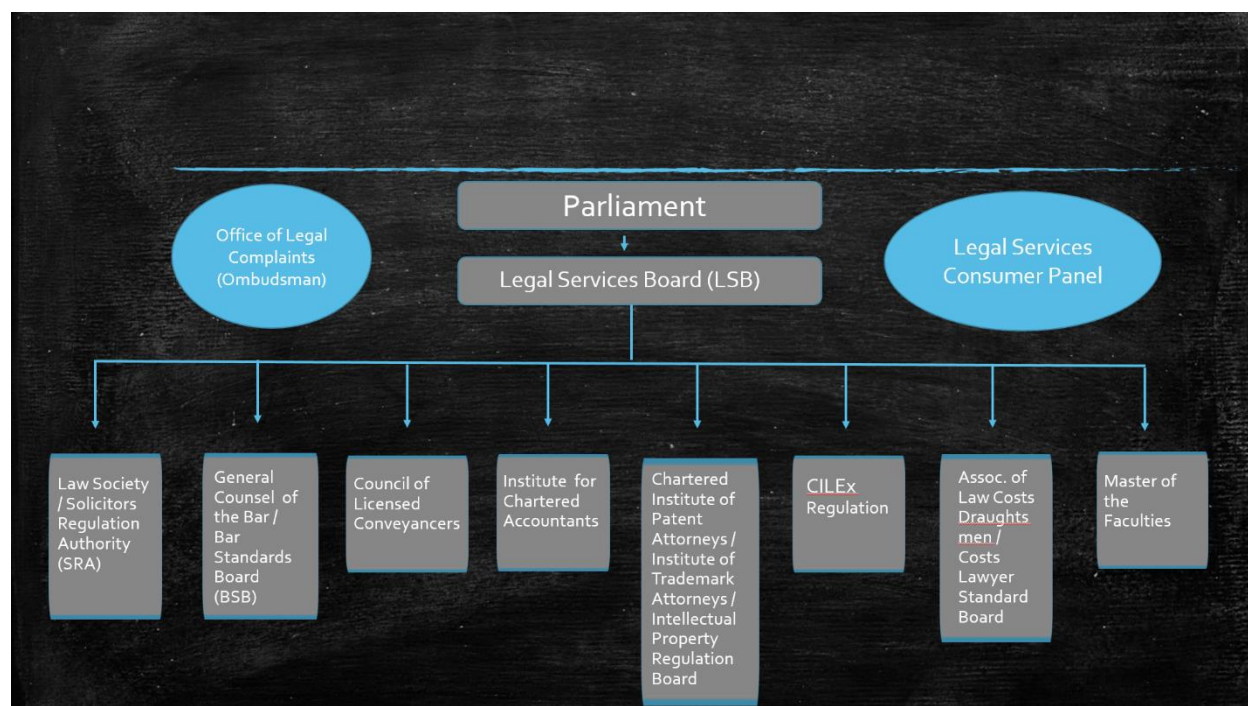 Parliament
Office of Legal
Complaints
(Ombudsman)
Legal Services Board (LSB)
Legal Services
Consumer Panel
Law Society
/ Solicitors
Regulation
Authority
(SRA)
General
Counsel of
the Bar /
Bar
Standards
Board
(BSB)
Council of
Licensed
Conveyancers
Institute for
Chartered
Accountants
Chartered
Institute of
Patent
Attorneys /
Institute of
Trademark
Attorneys /
Intellectual
Property
Regulation
Board
CILEx
Regulation
Assoc. of
Law Costs
Draughts
men /
Costs
Lawyer
Standard
Board
Master of
the
Faculties